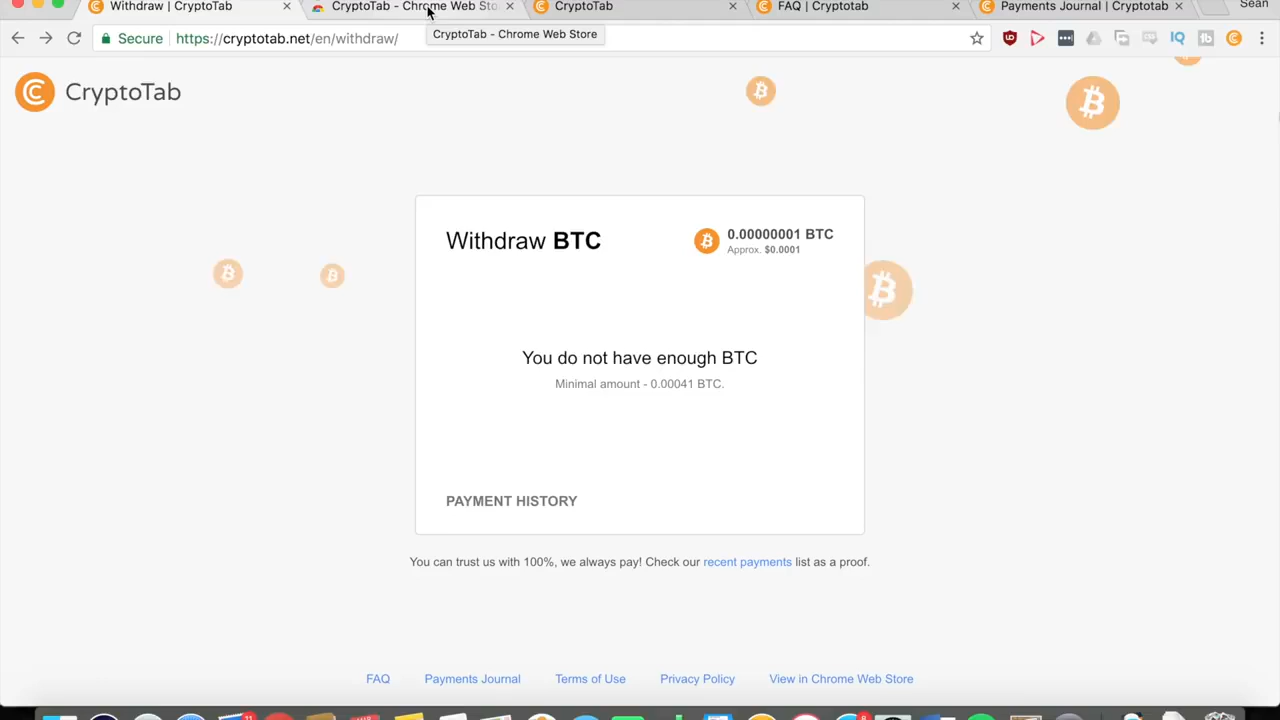 Withdraw | CryptoTab
CryptoTab - Chrome Web Sto
CryptoTab
FAQ | Cryptotab
Payments Journal | Cryptotab
Sean
Secure
https://cryptotab.net/en/withdraw/
CryptoTab - Chrome Web Store
CryptoTab
Withdraw BTC
0.00000001 BTC
Approx. $0.0001
You do not have enough BTC
Minimal amount - 0.00041 BTC.
PAYMENT HISTORY
You can trust us with 100%, we always pay! Check our recent payments list as a proof.
FAQ
Payments Journal
Terms of Use
Privacy Policy
View in Chrome Web Store